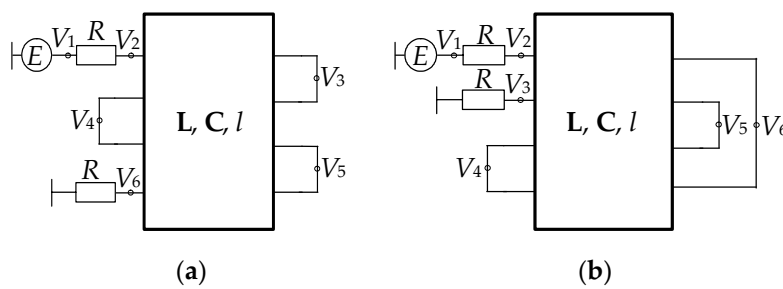 E V1 R V2
V3
V4
L, C, l
V5
R V6
(a)
E V1 R V2
R V3
L, C, l
V5 V6
V4
(b)